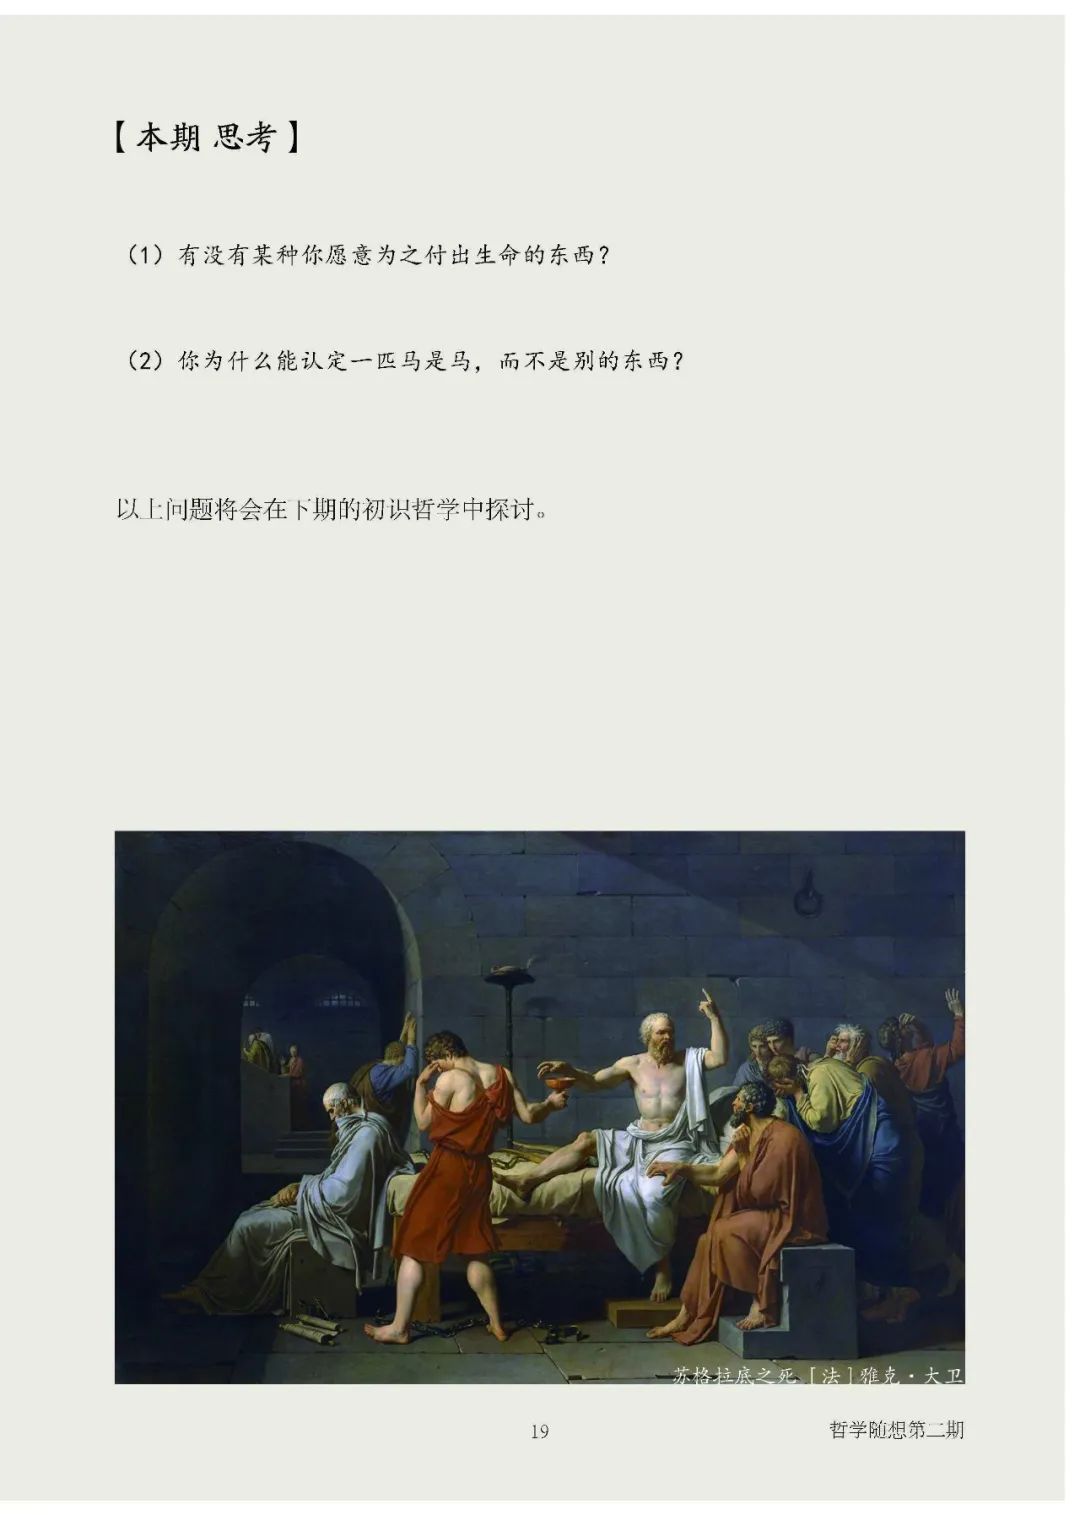 【本期 思考】
（1）有没有某种你愿意为之付出生命的东西？
（2）你为什么能认定一匹马是马，而不是别的东西？
以上问题将会在下期的初识哲学中探讨。
苏格拉底之死 [法]雅克·大卫
19
哲学随想第二期